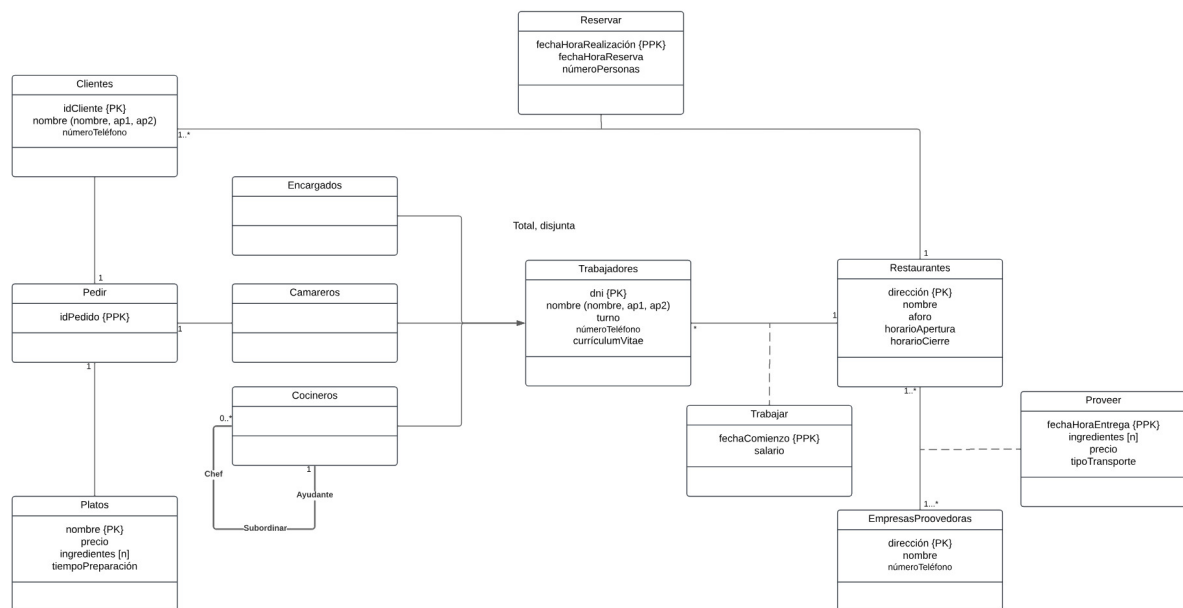 Reservar
fechaHoraRealización {PPK}
fechaHoraReserva
númeroPersonas
Clientes
idCliente {PK}
nombre (nombre, ap1, ap2)
númeroTeléfono
1..*
Encargados
Total, disjunta
1
1
Pedir
idPedido {PPK}
1
1
Camareros
Trabajadores
dni {PK}
nombre (nombre, ap1, ap2)
turno
númeroTeléfono
currículumVitae
*
1
Restaurantes
dirección {PK}
nombre
aforo
horarioApertura
horarioCierre
1..*
Cocineros
0..*
1
Chef
Ayudante
Subordinar
Trabajar
fechaComienzo {PPK}
salario
Proveer
fechaHoraEntrega {PPK}
ingredientes [n]
precio
tipoTransporte
Platos
nombre {PK}
precio
ingredientes [n]
tiempoPreparación
1...*
EmpresasProovedoras
dirección {PK}
nombre
númeroTeléfono